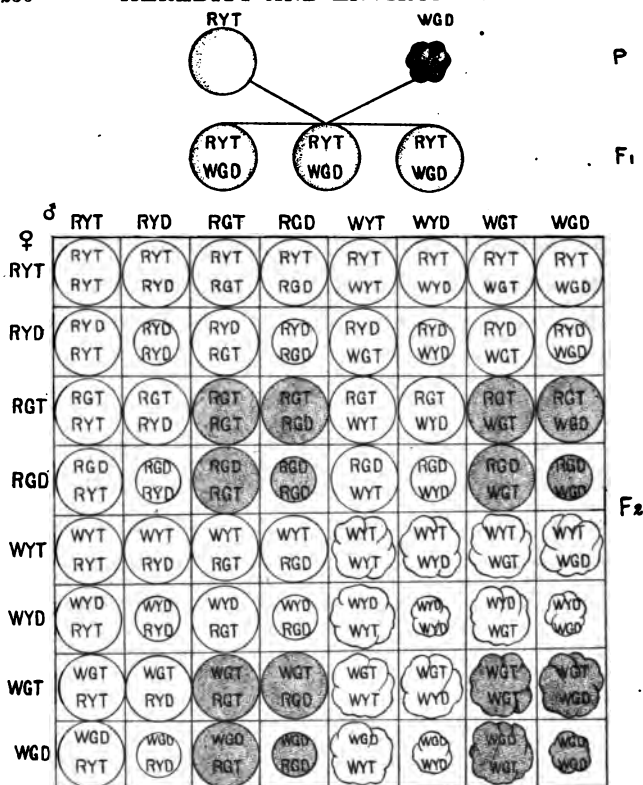 RYT WGD
P
RYT RYT RYT
WGD WGD WGD
F1
♂ RYT RYD RGT RGD WYT WYD WGT WGD
♀
RYT
RYT RYT RYT RYT RYT RYT RYT RYT
RYT RYD RGT RGD WYT WYD WGT WGD
RYD
RYD RYD RYD RYD RYD RYD RYD RYD
RYT RYD RGT RGD WGT WYD WGT WGD
RGT
RGT RGT RGT RGT RGT RGT RGT RGT
RYT RYD RGT RGD WYT WYD WGT WGD
RGD
RGD RGD RGD RGD RGD RGD RGD RGD
RYT RYD RGT RGD WYT WYD WGT WGD
F2
WYT
WYT WYT WYT WYT WYT WYT WYT WYT
RYT RYD RGT RGD WYT WYD WGT WGD
WYD
WYD WYD WYD WYD WYD WYD WYD WYD
RYT RYD RGT RGD WYT WYD WGT WGD
WGT
WGT WGT WGT WGT WGT WGT WGT WGT
RYT RYD RGT RGD WYT WYD WGT WGD
WGD
WGD WGD WGD WGD WGD WGD WGD WGD
RYT RYD RGT RGD WYT WYD WGT WGD